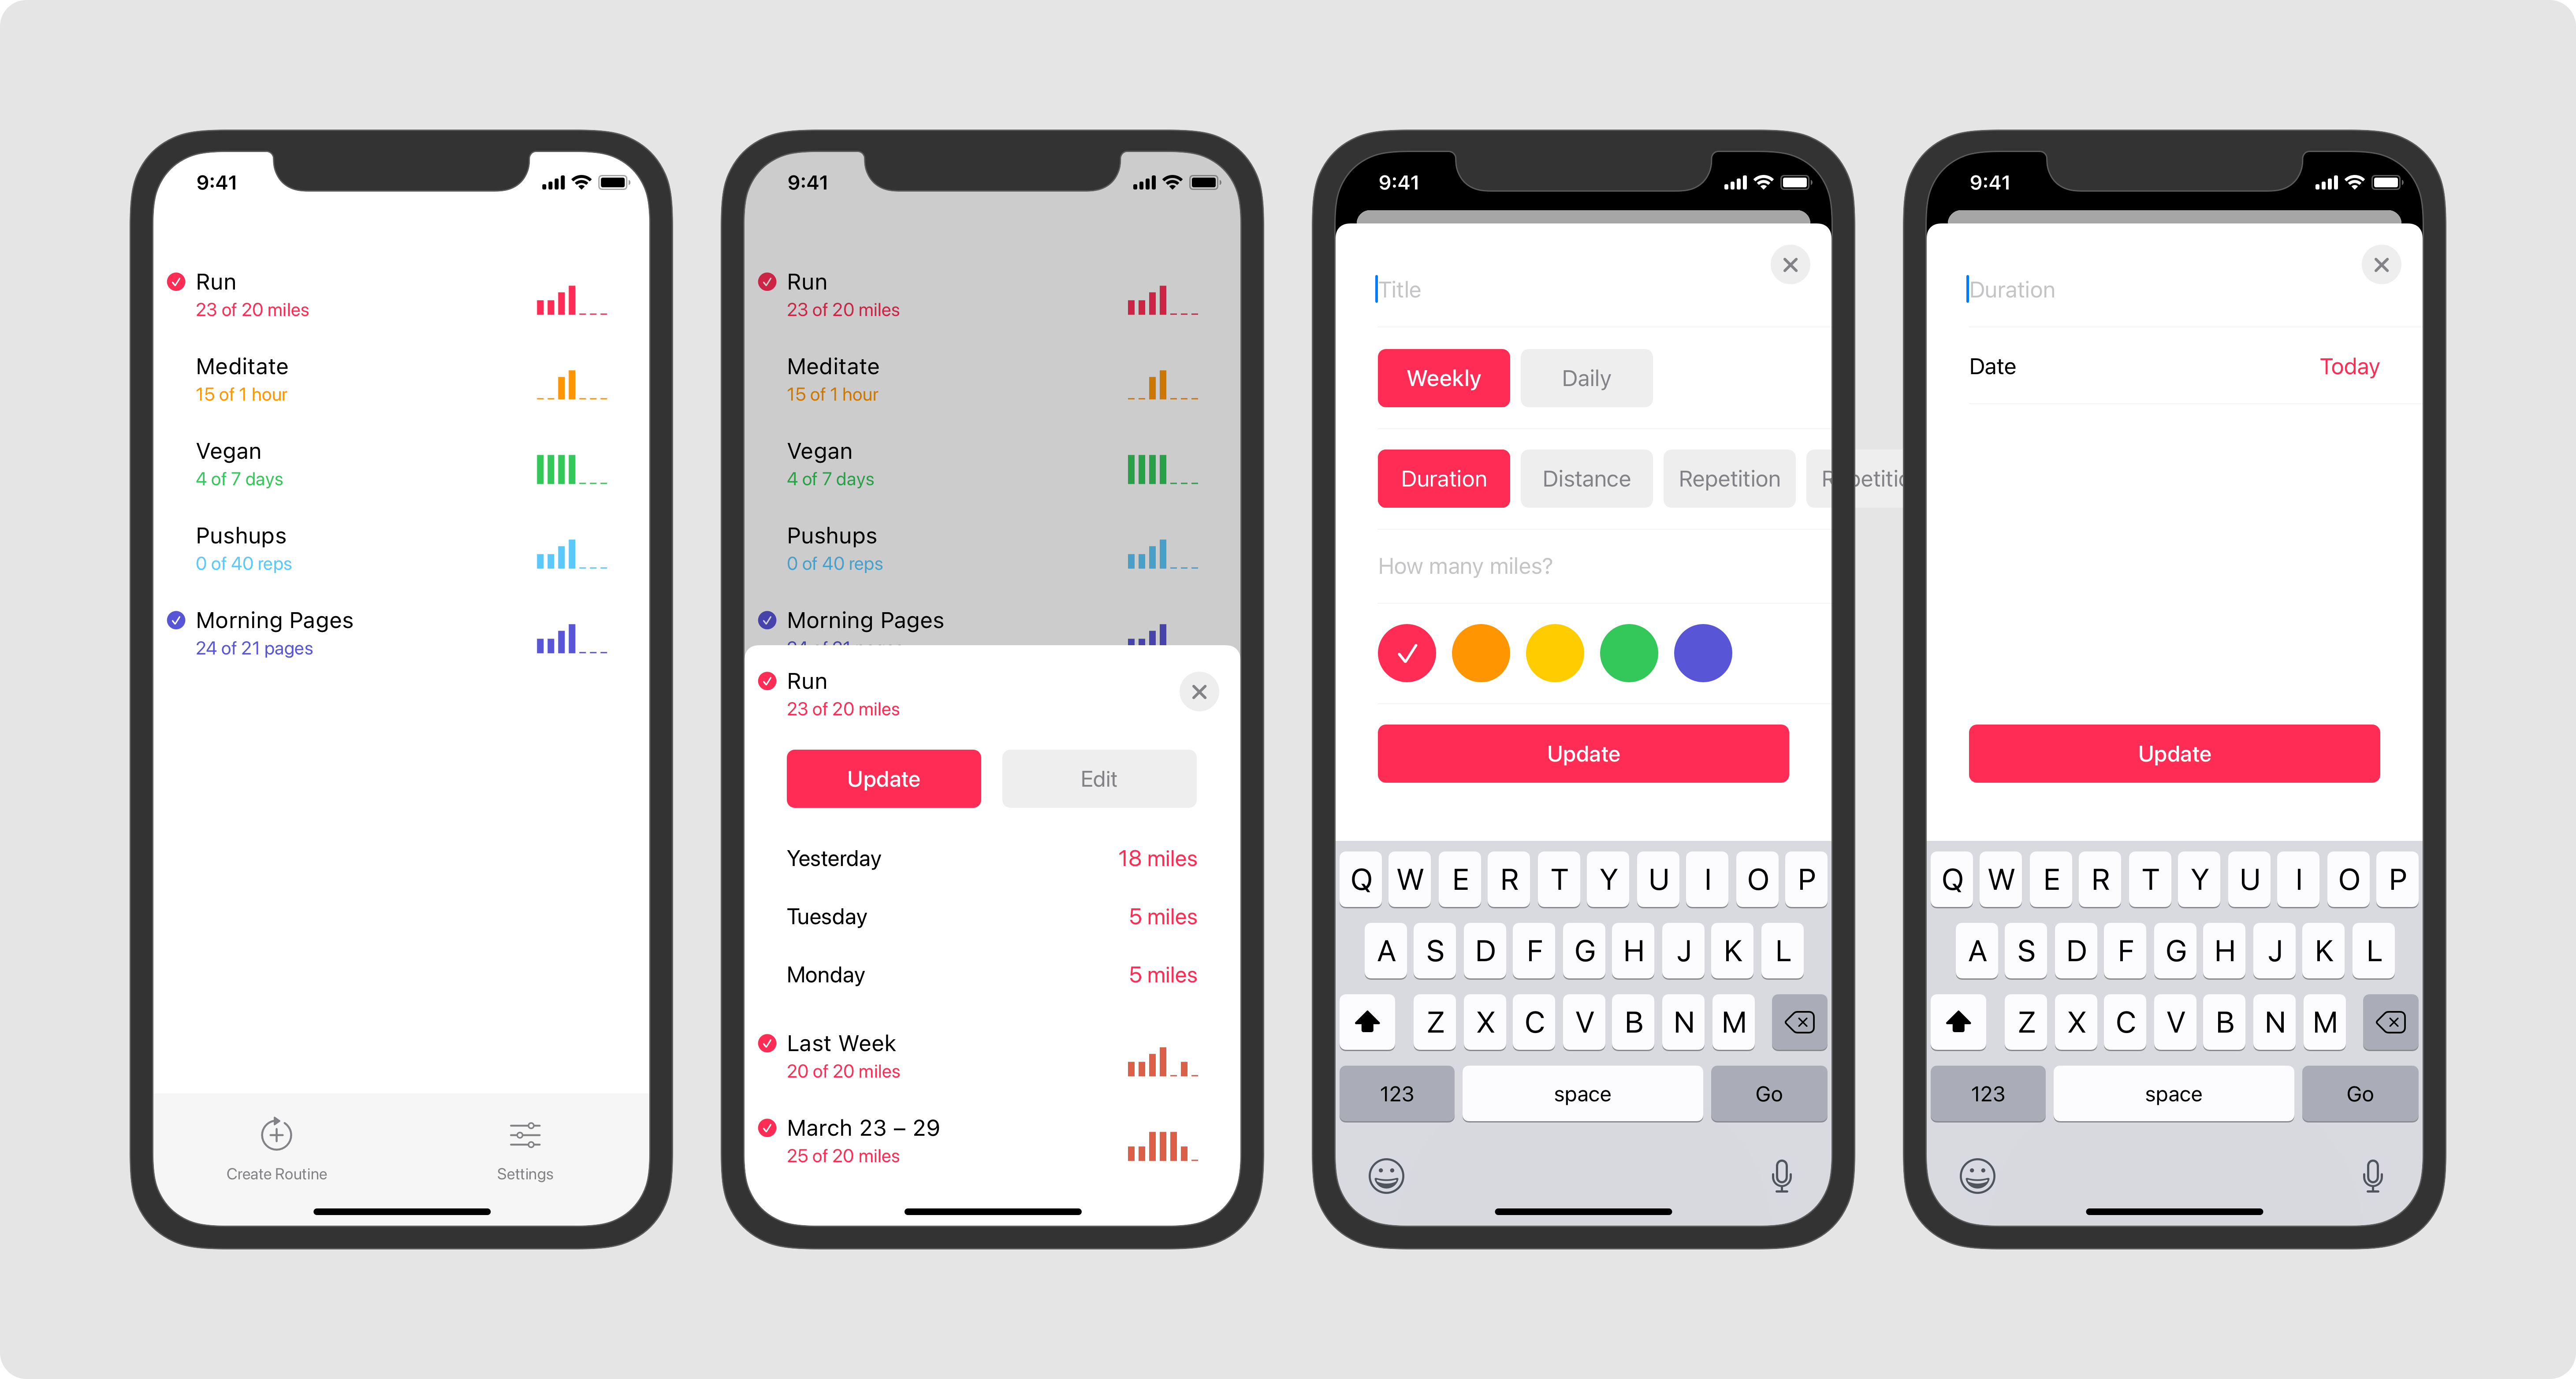 9:41
Run
23 of 20 miles
Meditate
15 of 1 hour
Vegan
4 of 7 days
Pushups
0 of 40 reps
Morning Pages
24 of 21 pages
Create Routine
Settings
9:41
Run
23 of 20 miles
Meditate
15 of 1 hour
Vegan
4 of 7 days
Pushups
0 of 40 reps
Morning Pages
Run
23 of 20 miles
Update
Edit
Yesterday
18 miles
Tuesday
5 miles
Monday
5 miles
Last Week
20 of 20 miles
March 23 – 29
25 of 20 miles
9:41
Title
Weekly
Daily
Duration
Distance
Repetition
How many miles?
Update
Q W E R T Y U I O P
A S D F G H J K L
Z X C V B N M
123
space
Go
9:41
Duration
Date
Today
Update
Q W E R T Y U I O P
A S D F G H J K L
Z X C V B N M
123
space
Go